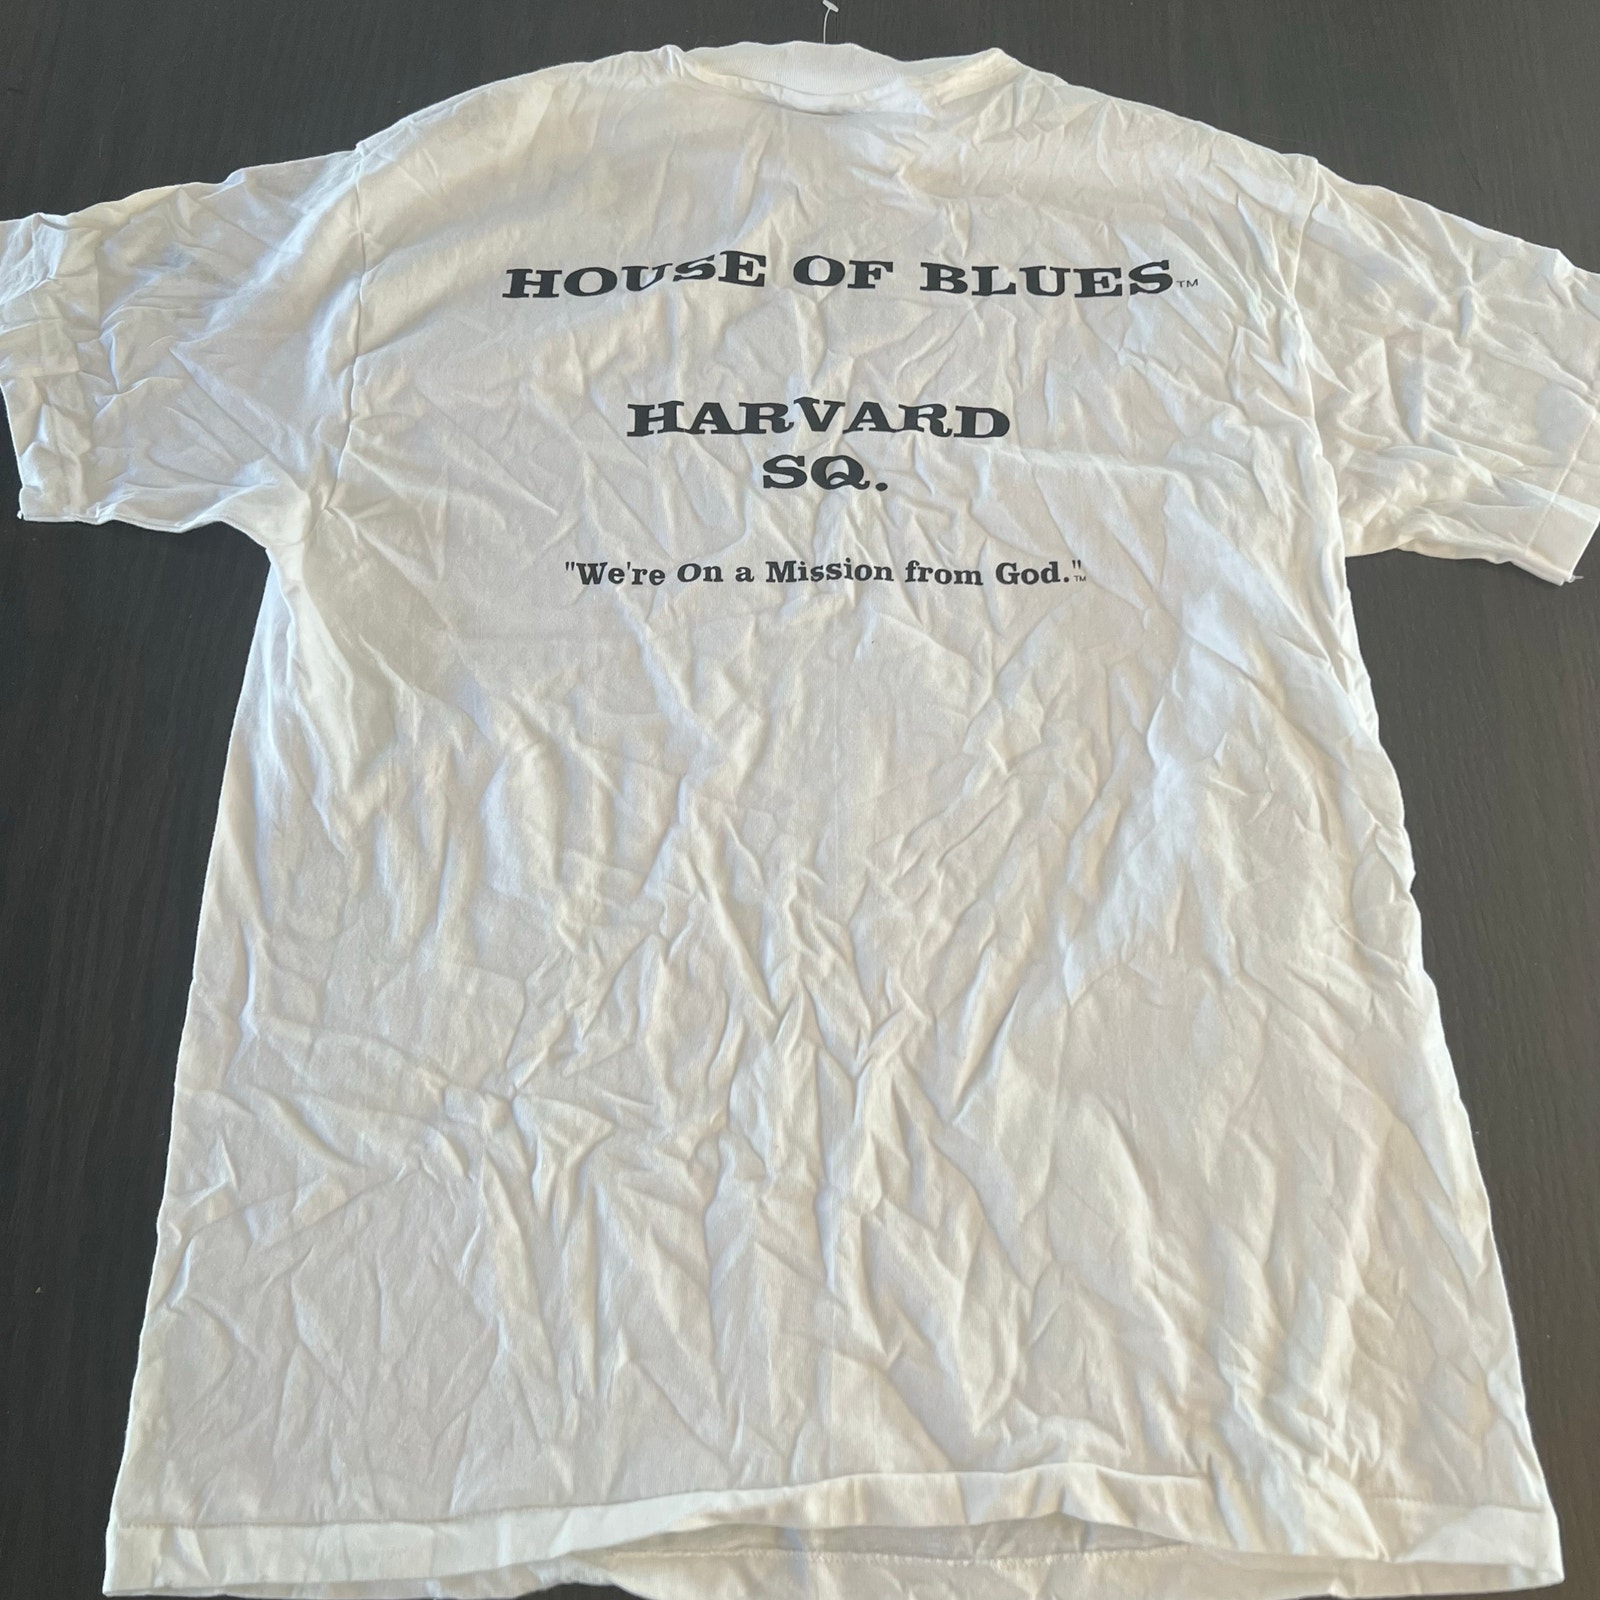 HOUSE OF BLUES™
HARVARD
SQ.
"We're On a Mission from God."™